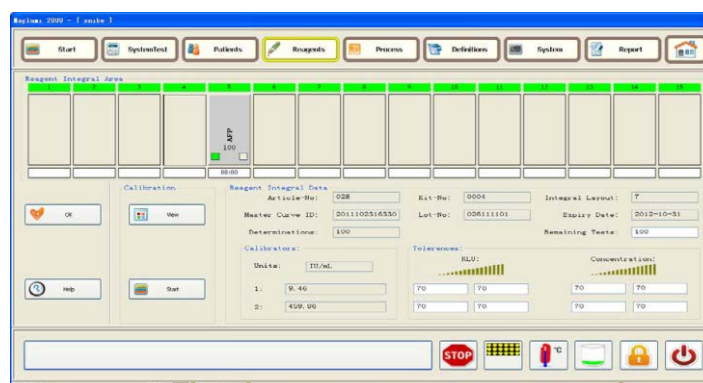 Maglumi 2000 - [ snibe ]
Start SystemTest Patients Reagents Process Definitions System Report
Reagent Integral Area
1 2 3 4 5 6 7 8 9 10 11 12 13 14 15
AFP
100
00:00
Calibration Reagent Integral Data
Article-No: 028 Kit-No: 0004 Integral Layout: 7
OK View Master Curve ID: 2011102316330 Lot-No: 026111101 Expiry Date: 2012-10-31
Determinations: 100 Remaining Tests: 100
Calibrators: Tolerances:
RLU: Concentration:
Units: IU/mL
Help Start 1: 9.46 70 70 70 70
2: 459.96 70 70 70 70
STOP °C